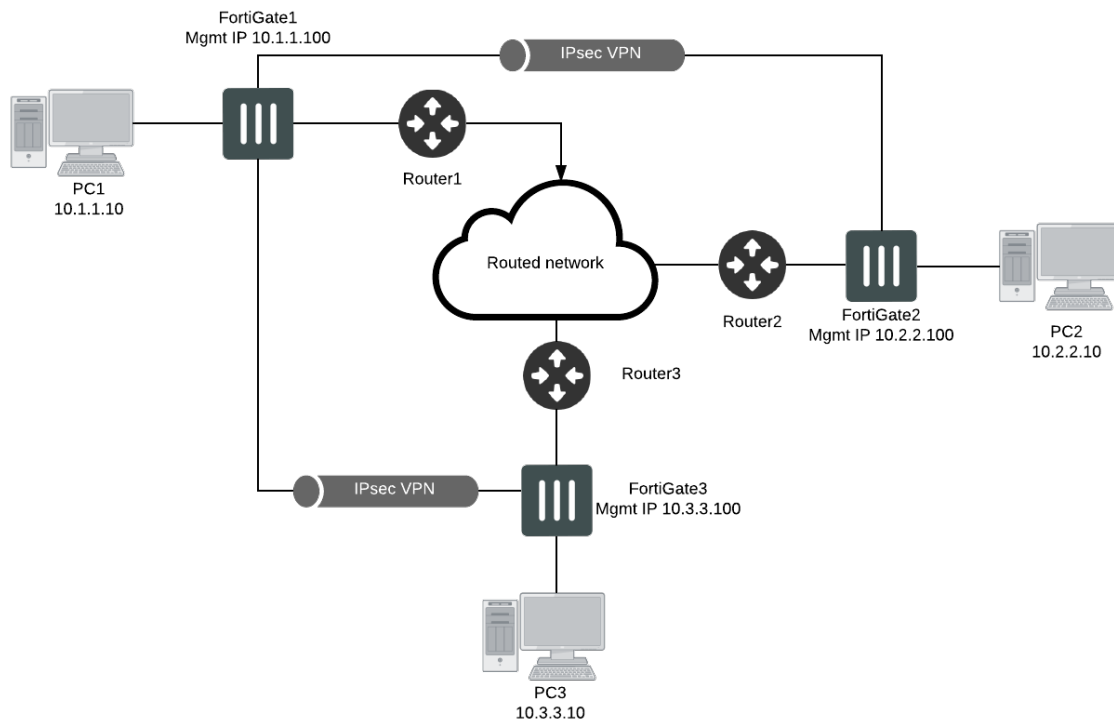 FortiGate1
Mgmt IP 10.1.1.100
IPsec VPN
PC1
10.1.1.10
Router1
Routed network
Router2
FortiGate2
Mgmt IP 10.2.2.100
PC2
10.2.2.10
Router3
IPsec VPN
FortiGate3
Mgmt IP 10.3.3.100
PC3
10.3.3.10